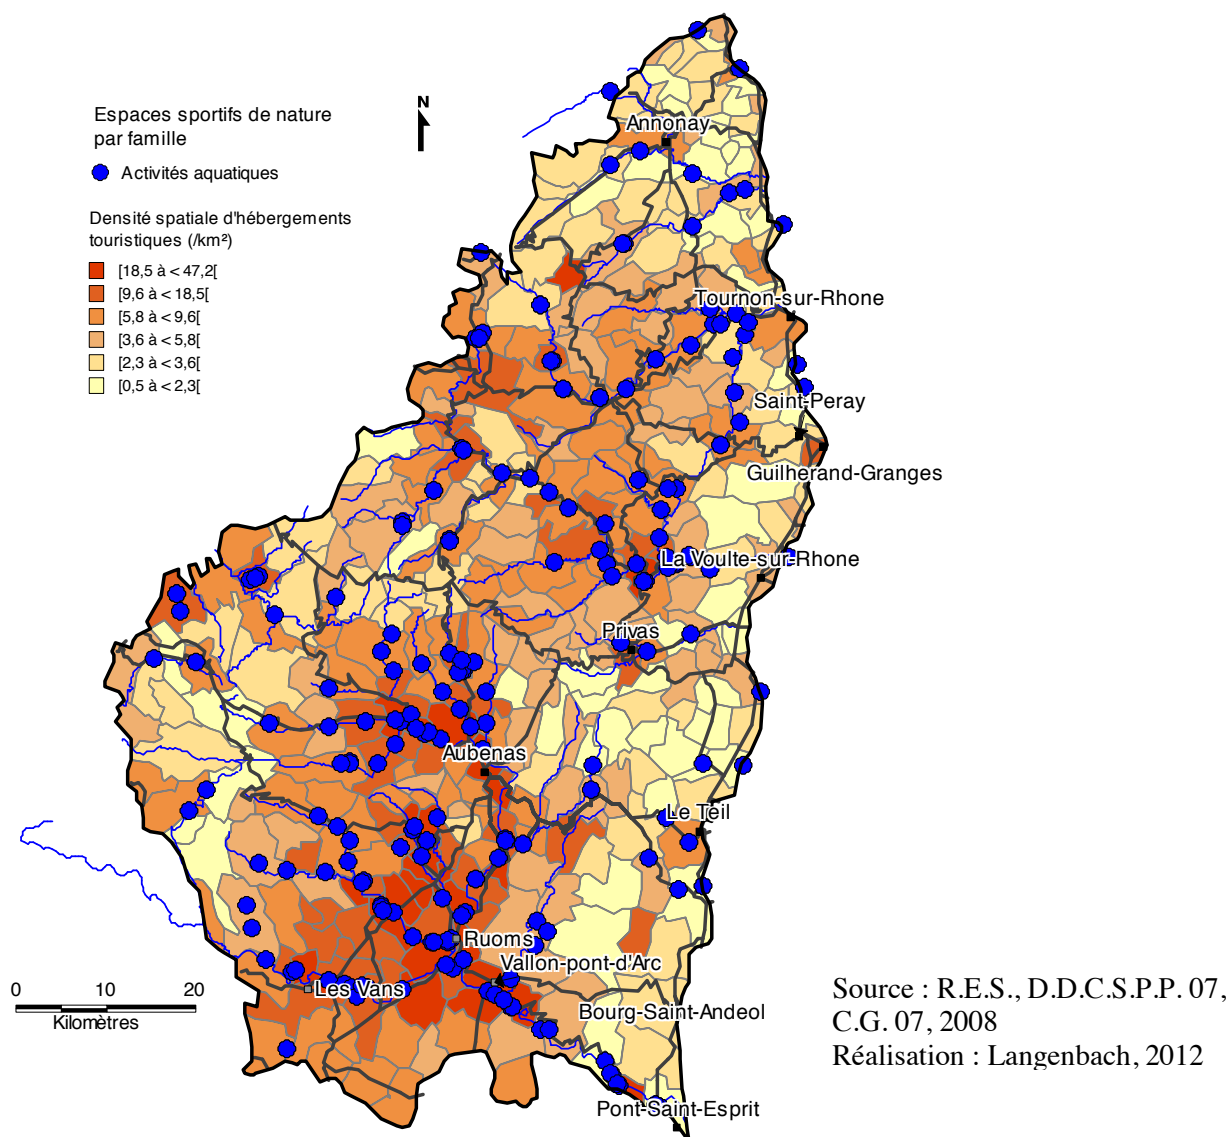 Espaces sportifs de nature
par famille
Activités aquatiques
Densité spatiale d'hébergements
touristiques (/km²)
[18,5 à < 47,2[
[9,6 à < 18,5[
[5,8 à < 9,6[
[3,6 à < 5,8[
[2,3 à < 3,6[
[0,5 à < 2,3[
N
Annonay
Tournon-sur-Rhone
Saint-Peray
Guilherand-Granges
La Voulte-sur-Rhone
Privas
Aubenas
Le Teil
Ruoms
Vallon-pont-d'Arc
Les Vans
Bourg-Saint-Andeol
Pont-Saint-Esprit
0 10 20
Kilomètres
Source : R.E.S., D.D.C.S.P.P. 07,
C.G. 07, 2008
Réalisation : Langenbach, 2012